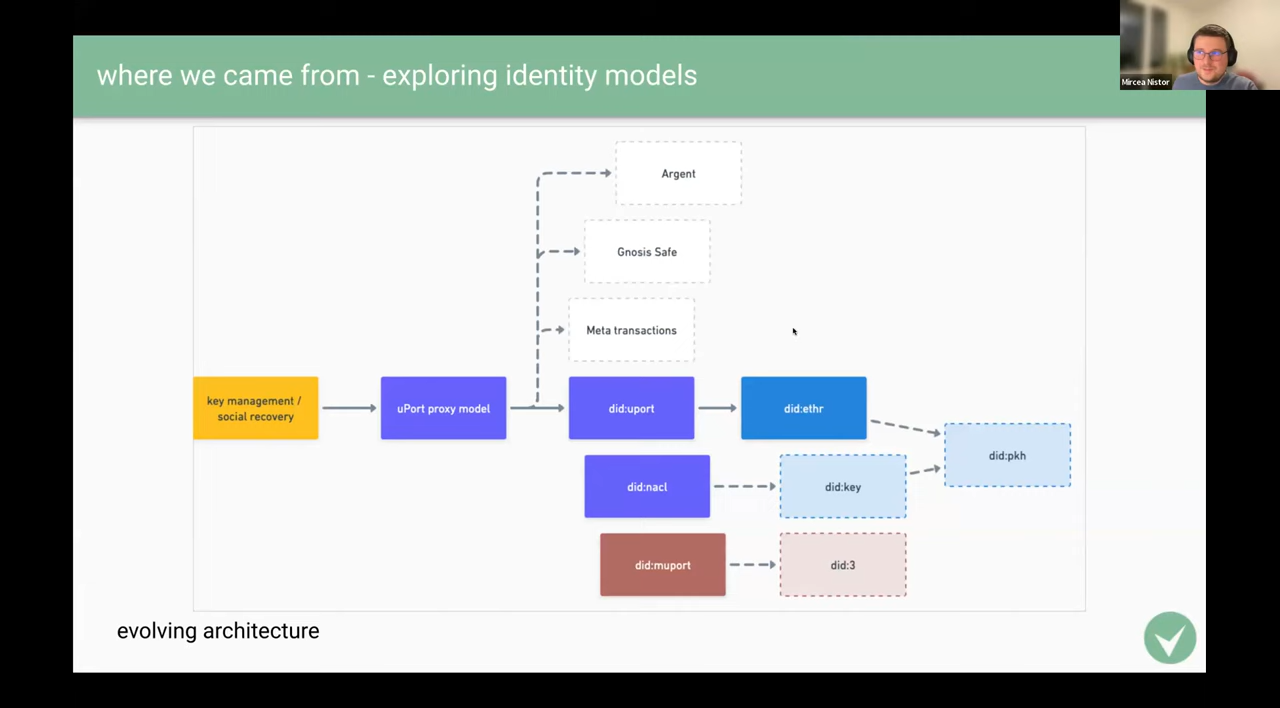 where we came from - exploring identity models
Mircea Nistor
Argent
Gnosis Safe
Meta transactions
key management /
social recovery
uPort proxy model
did:uport
did:ethr
did:pkh
did:nacl
did:key
did:muport
did:3
evolving architecture